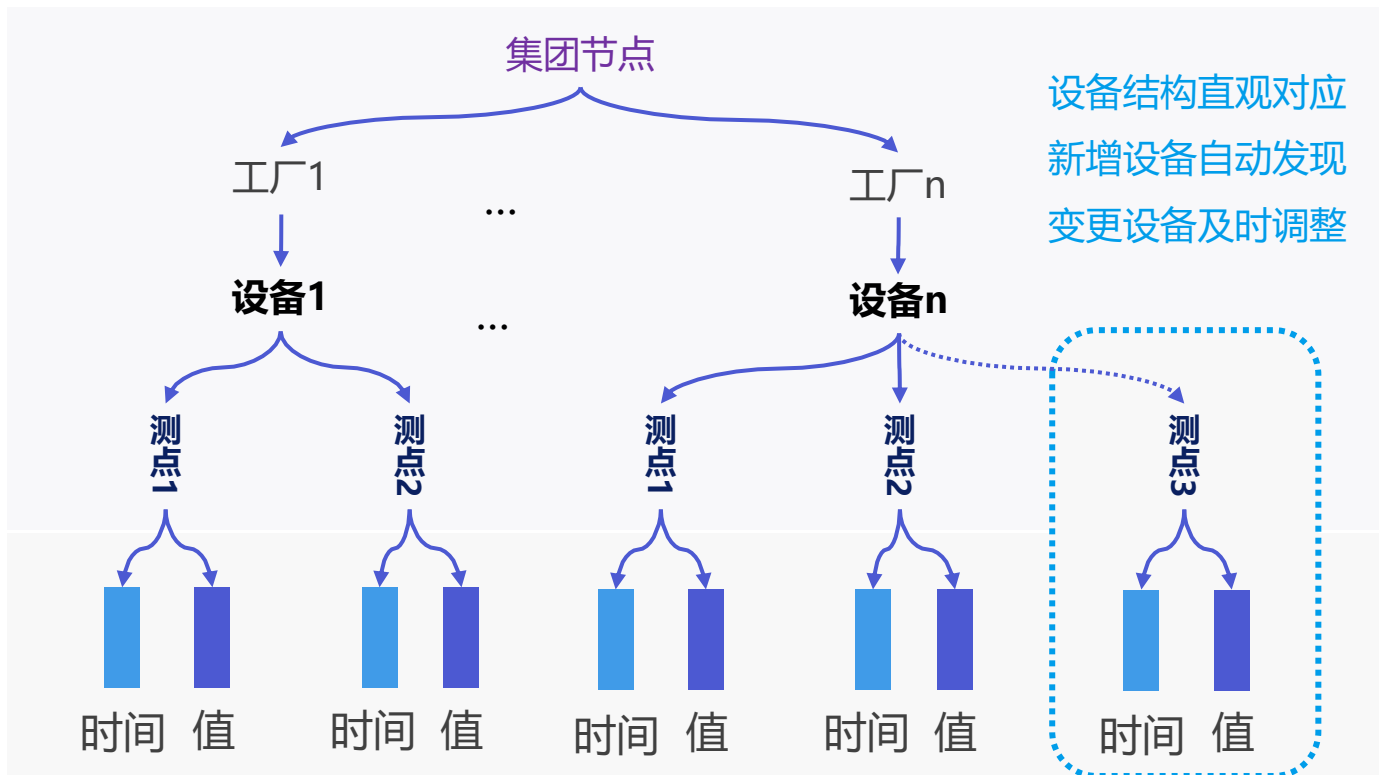 集团节点
设备结构直观对应
新增设备自动发现
变更设备及时调整
工厂1
...
工厂n
设备1
...
设备n
测点1
测点2
测点1
测点2
测点3
时间 值
时间 值
时间 值
时间 值
时间 值